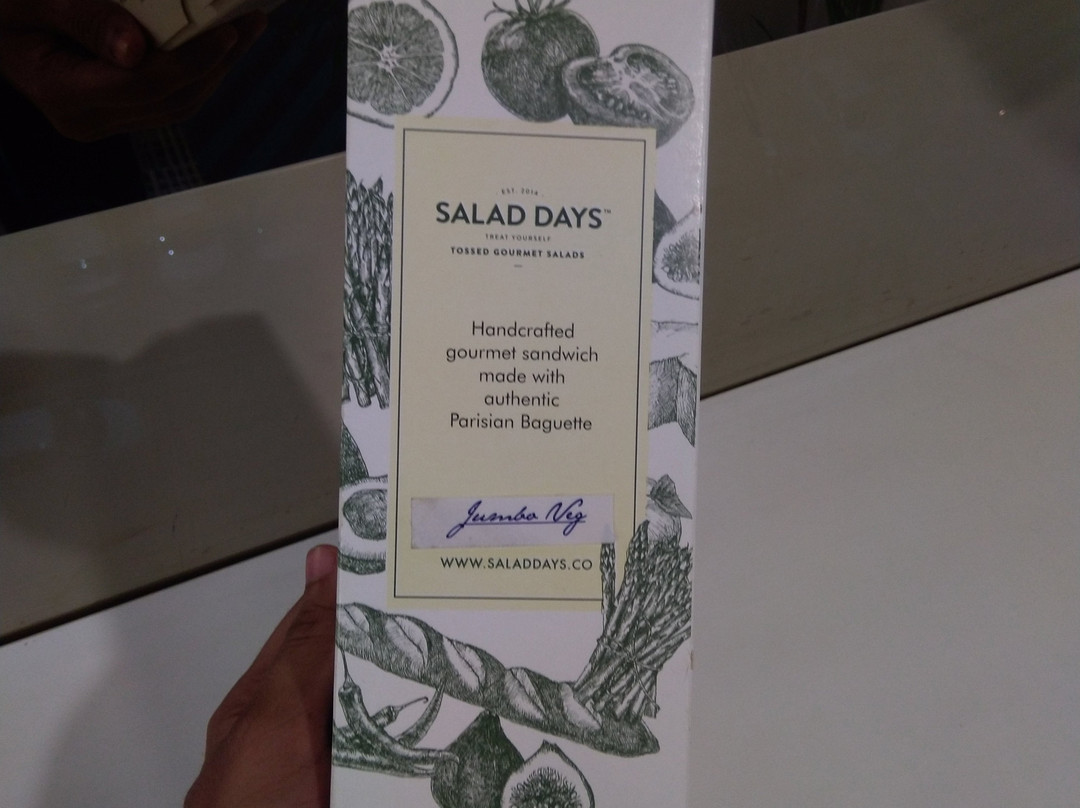 EST. 2014
SALAD DAYS™
TREAT YOURSELF
TOSSED GOURMET SALADS
Handcrafted
gourmet sandwich
made with
authentic
Parisian Baguette
Jumbo Veg
WWW.SALADDAYS.CO